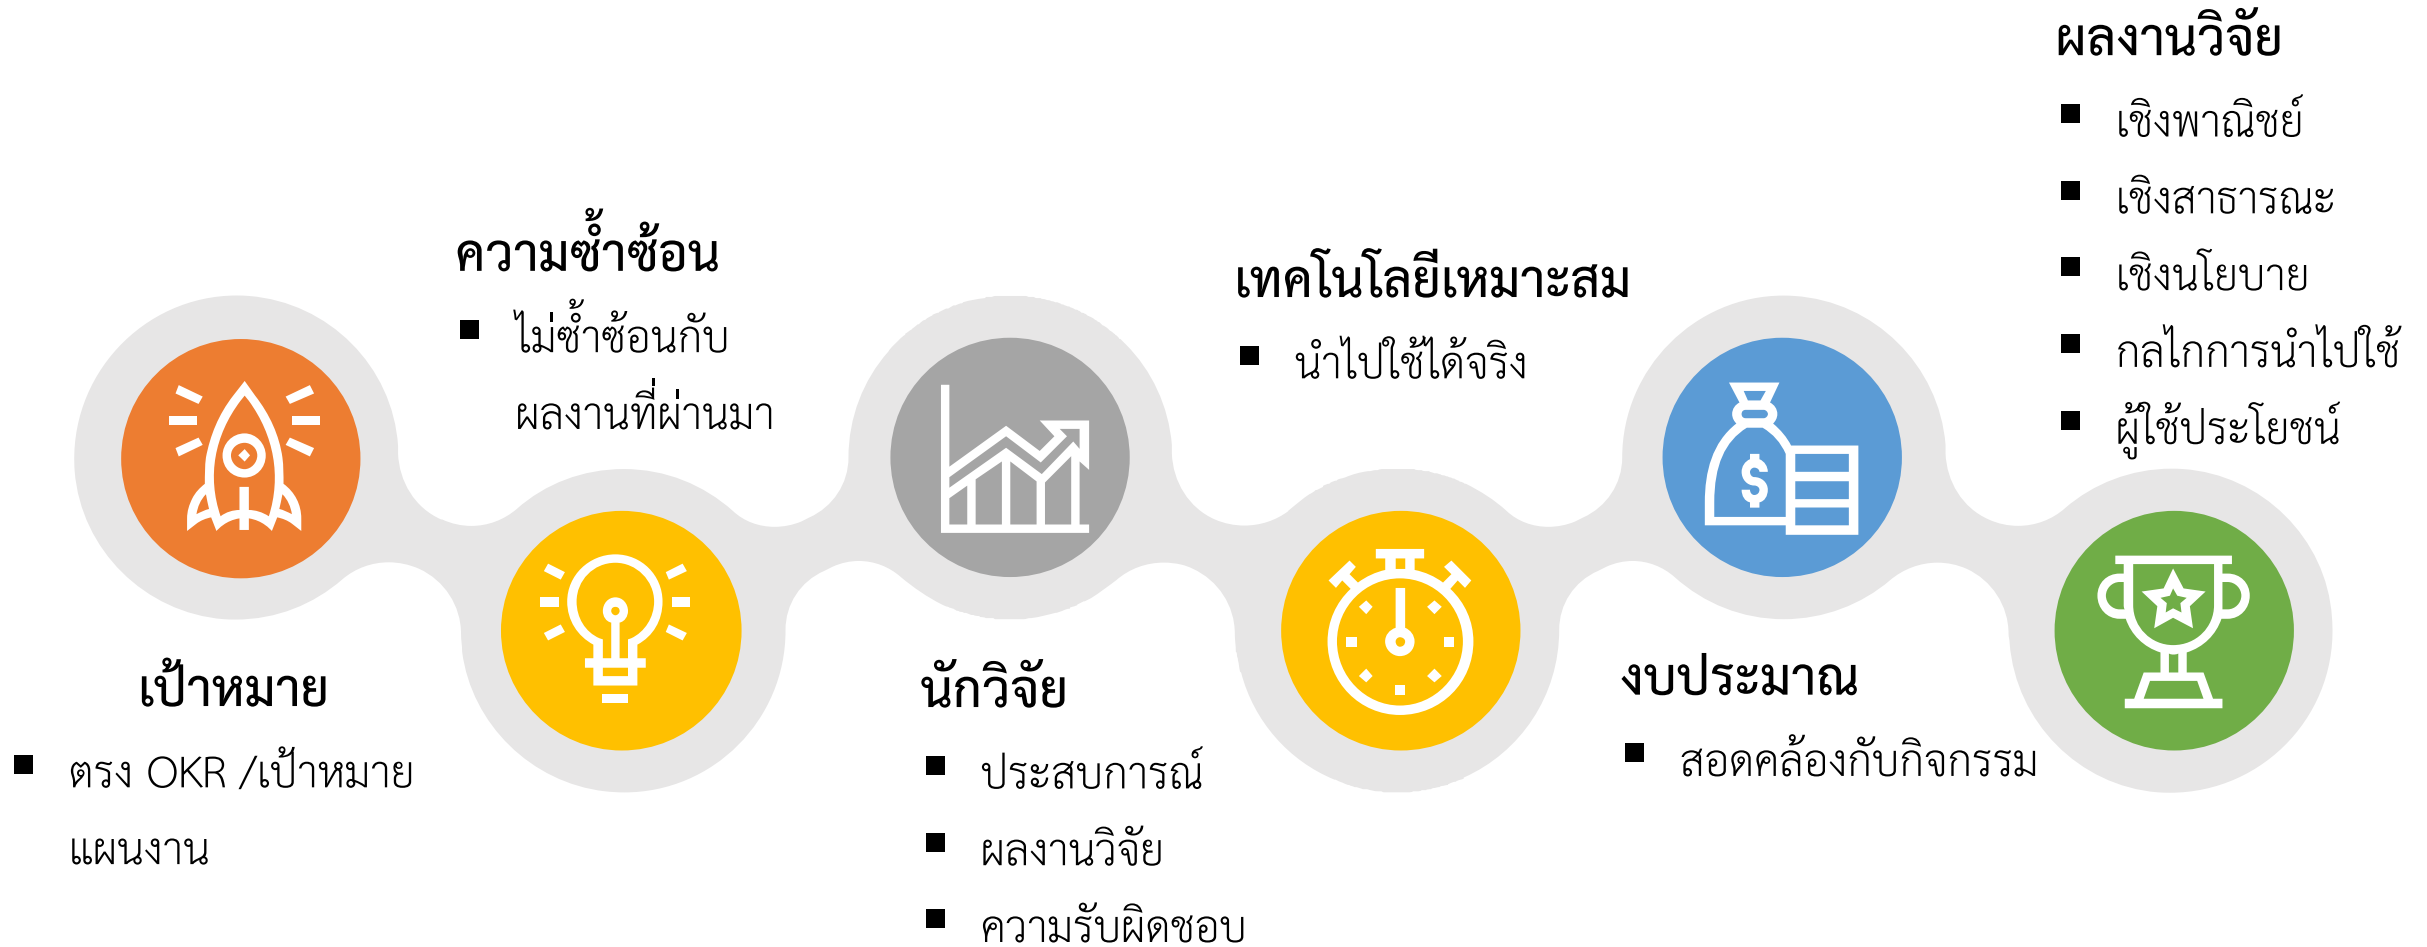 เป้าหมาย
▪ ตรง OKR /เป้าหมาย
แผนงาน
ความซ้ำซ้อน
▪ ไม่ซ้ำซ้อนกับ
ผลงานที่ผ่านมา
นักวิจัย
▪ ประสบการณ์
▪ ผลงานวิจัย
▪ ความรับผิดชอบ
เทคโนโลยีเหมาะสม
▪ นำไปใช้ได้จริง
งบประมาณ
▪ สอดคล้องกับกิจกรรม
ผลงานวิจัย
▪ เชิงพาณิชย์
▪ เชิงสาธารณะ
▪ เชิงนโยบาย
▪ กลไกการนำไปใช้
▪ ผู้ใช้ประโยชน์
$